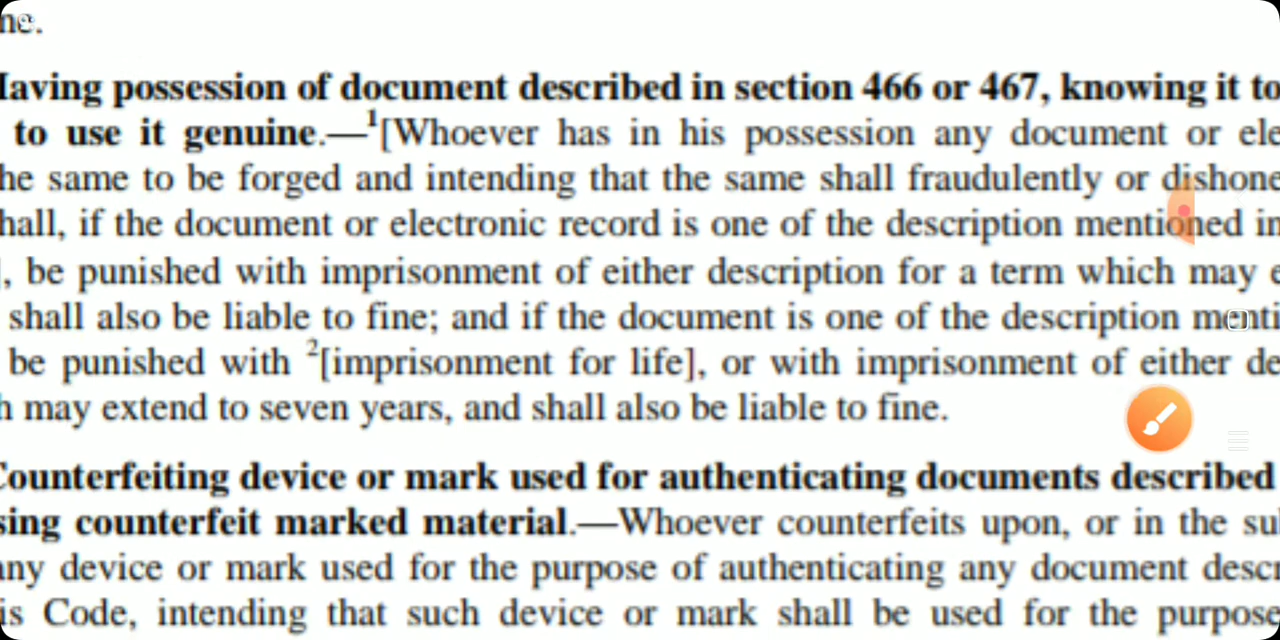 ne.
Having possession of document described in section 466 or 467, knowing it to
to use it genuine.—1[Whoever has in his possession any document or ele
he same to be forged and intending that the same shall fraudulently or dishone
hall, if the document or electronic record is one of the description mentioned in
], be punished with imprisonment of either description for a term which may e
shall also be liable to fine; and if the document is one of the description menti
be punished with 2[imprisonment for life], or with imprisonment of either de
h may extend to seven years, and shall also be liable to fine.
Counterfeiting device or mark used for authenticating documents described
sing counterfeit marked material.—Whoever counterfeits upon, or in the su
any device or mark used for the purpose of authenticating any document descr
is Code, intending that such device or mark shall be used for the purpose